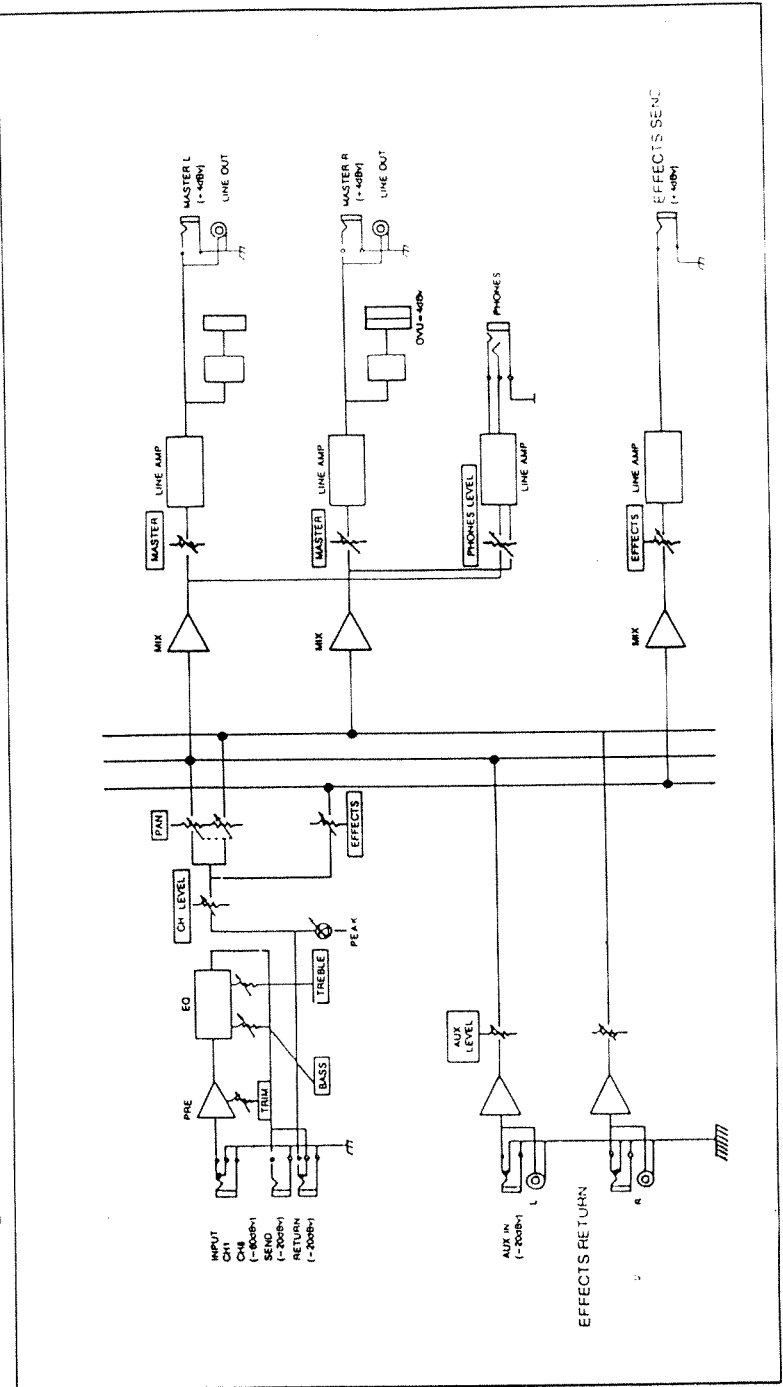 INPUT
CH1
CH6
(-60dBv)
SEND
(-20dBv)
RETURN
(-20dBv)
PRE
TRIM
EQ
BASS
TREBLE
CH LEVEL
PEAK
PAN
EFFECTS
MIX
MASTER
LINE AMP
MASTER L
(+4dBv)
LINE OUT
MIX
MASTER
LINE AMP
0VU=4dBv
MASTER R
(+4dBv)
LINE OUT
PHONES LEVEL
LINE AMP
PHONES
AUX IN
(-20dBv)
L
AUX
LEVEL
EFFECTS RETURN
R
MIX
EFFECTS
LINE AMP
EFFECTS SEND
(+4dBv)